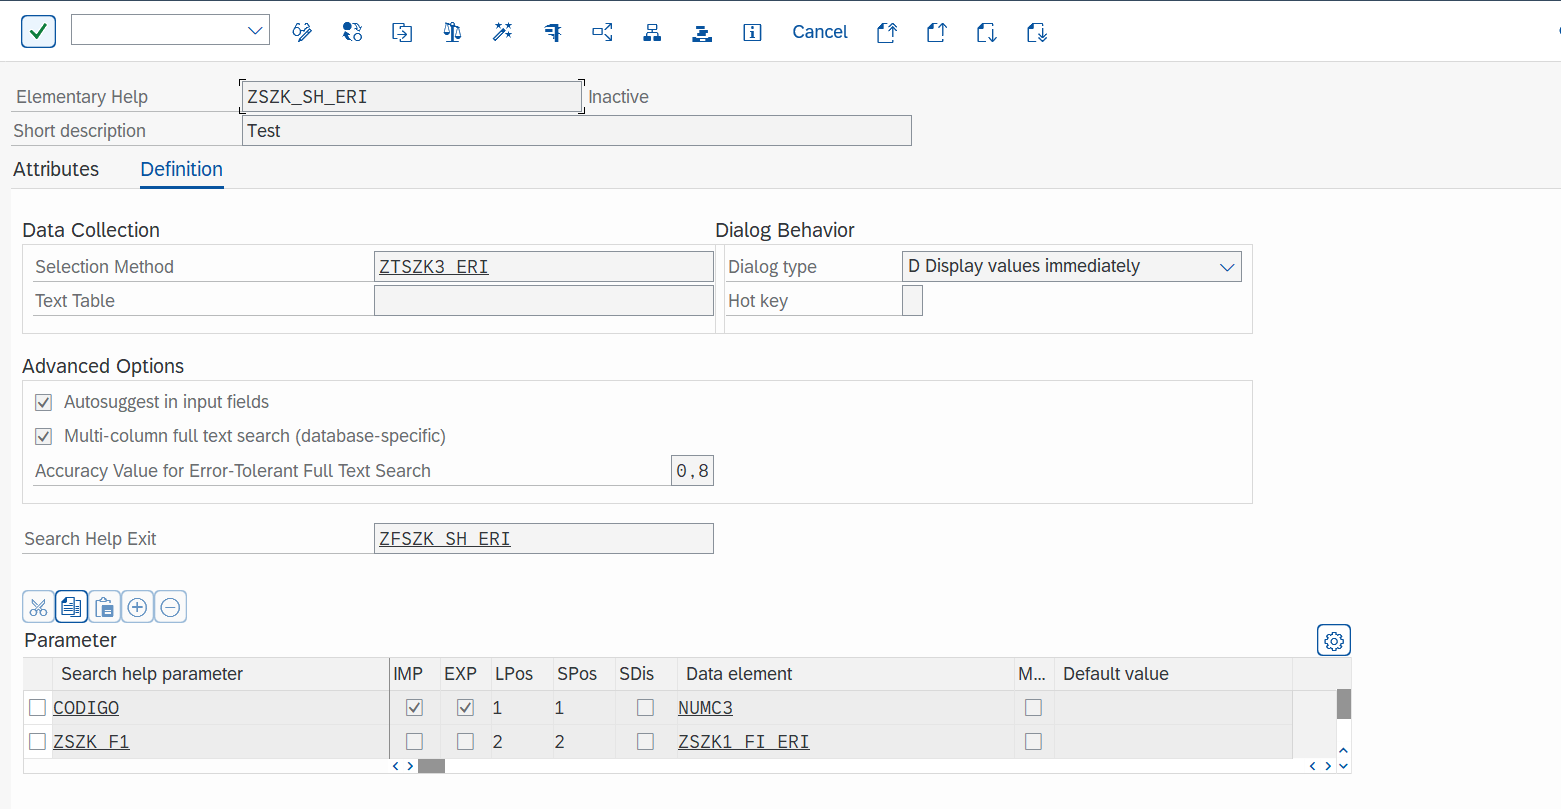 Cancel
Elementary Help ZSZK_SH_ERI Inactive
Short description Test
Attributes Definition
Data Collection Dialog Behavior
Selection Method ZTSZK3_ERI Dialog type D Display values immediately
Text Table Hot key
Advanced Options
Autosuggest in input fields
Multi-column full text search (database-specific)
Accuracy Value for Error-Tolerant Full Text Search 0,8
Search Help Exit ZFSZK_SH_ERI
Parameter
Search help parameter IMP EXP LPos SPos SDis Data element M... Default value
CODIGO 1 1 NUMC3
ZSZK_F1 2 2 ZSZK1_FI_ERI